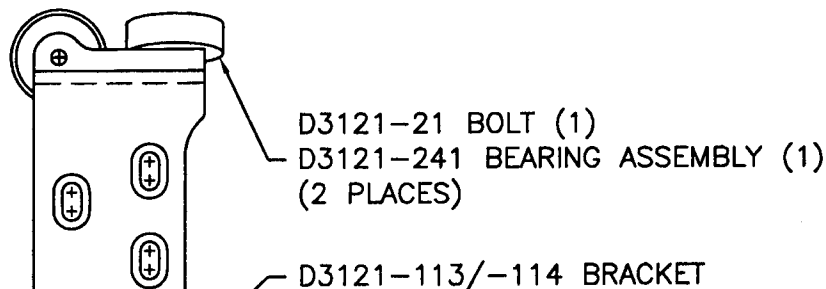 D3121-21 BOLT (1)
D3121-241 BEARING ASSEMBLY (1)
(2 PLACES)
D3121-113/-114 BRACKET